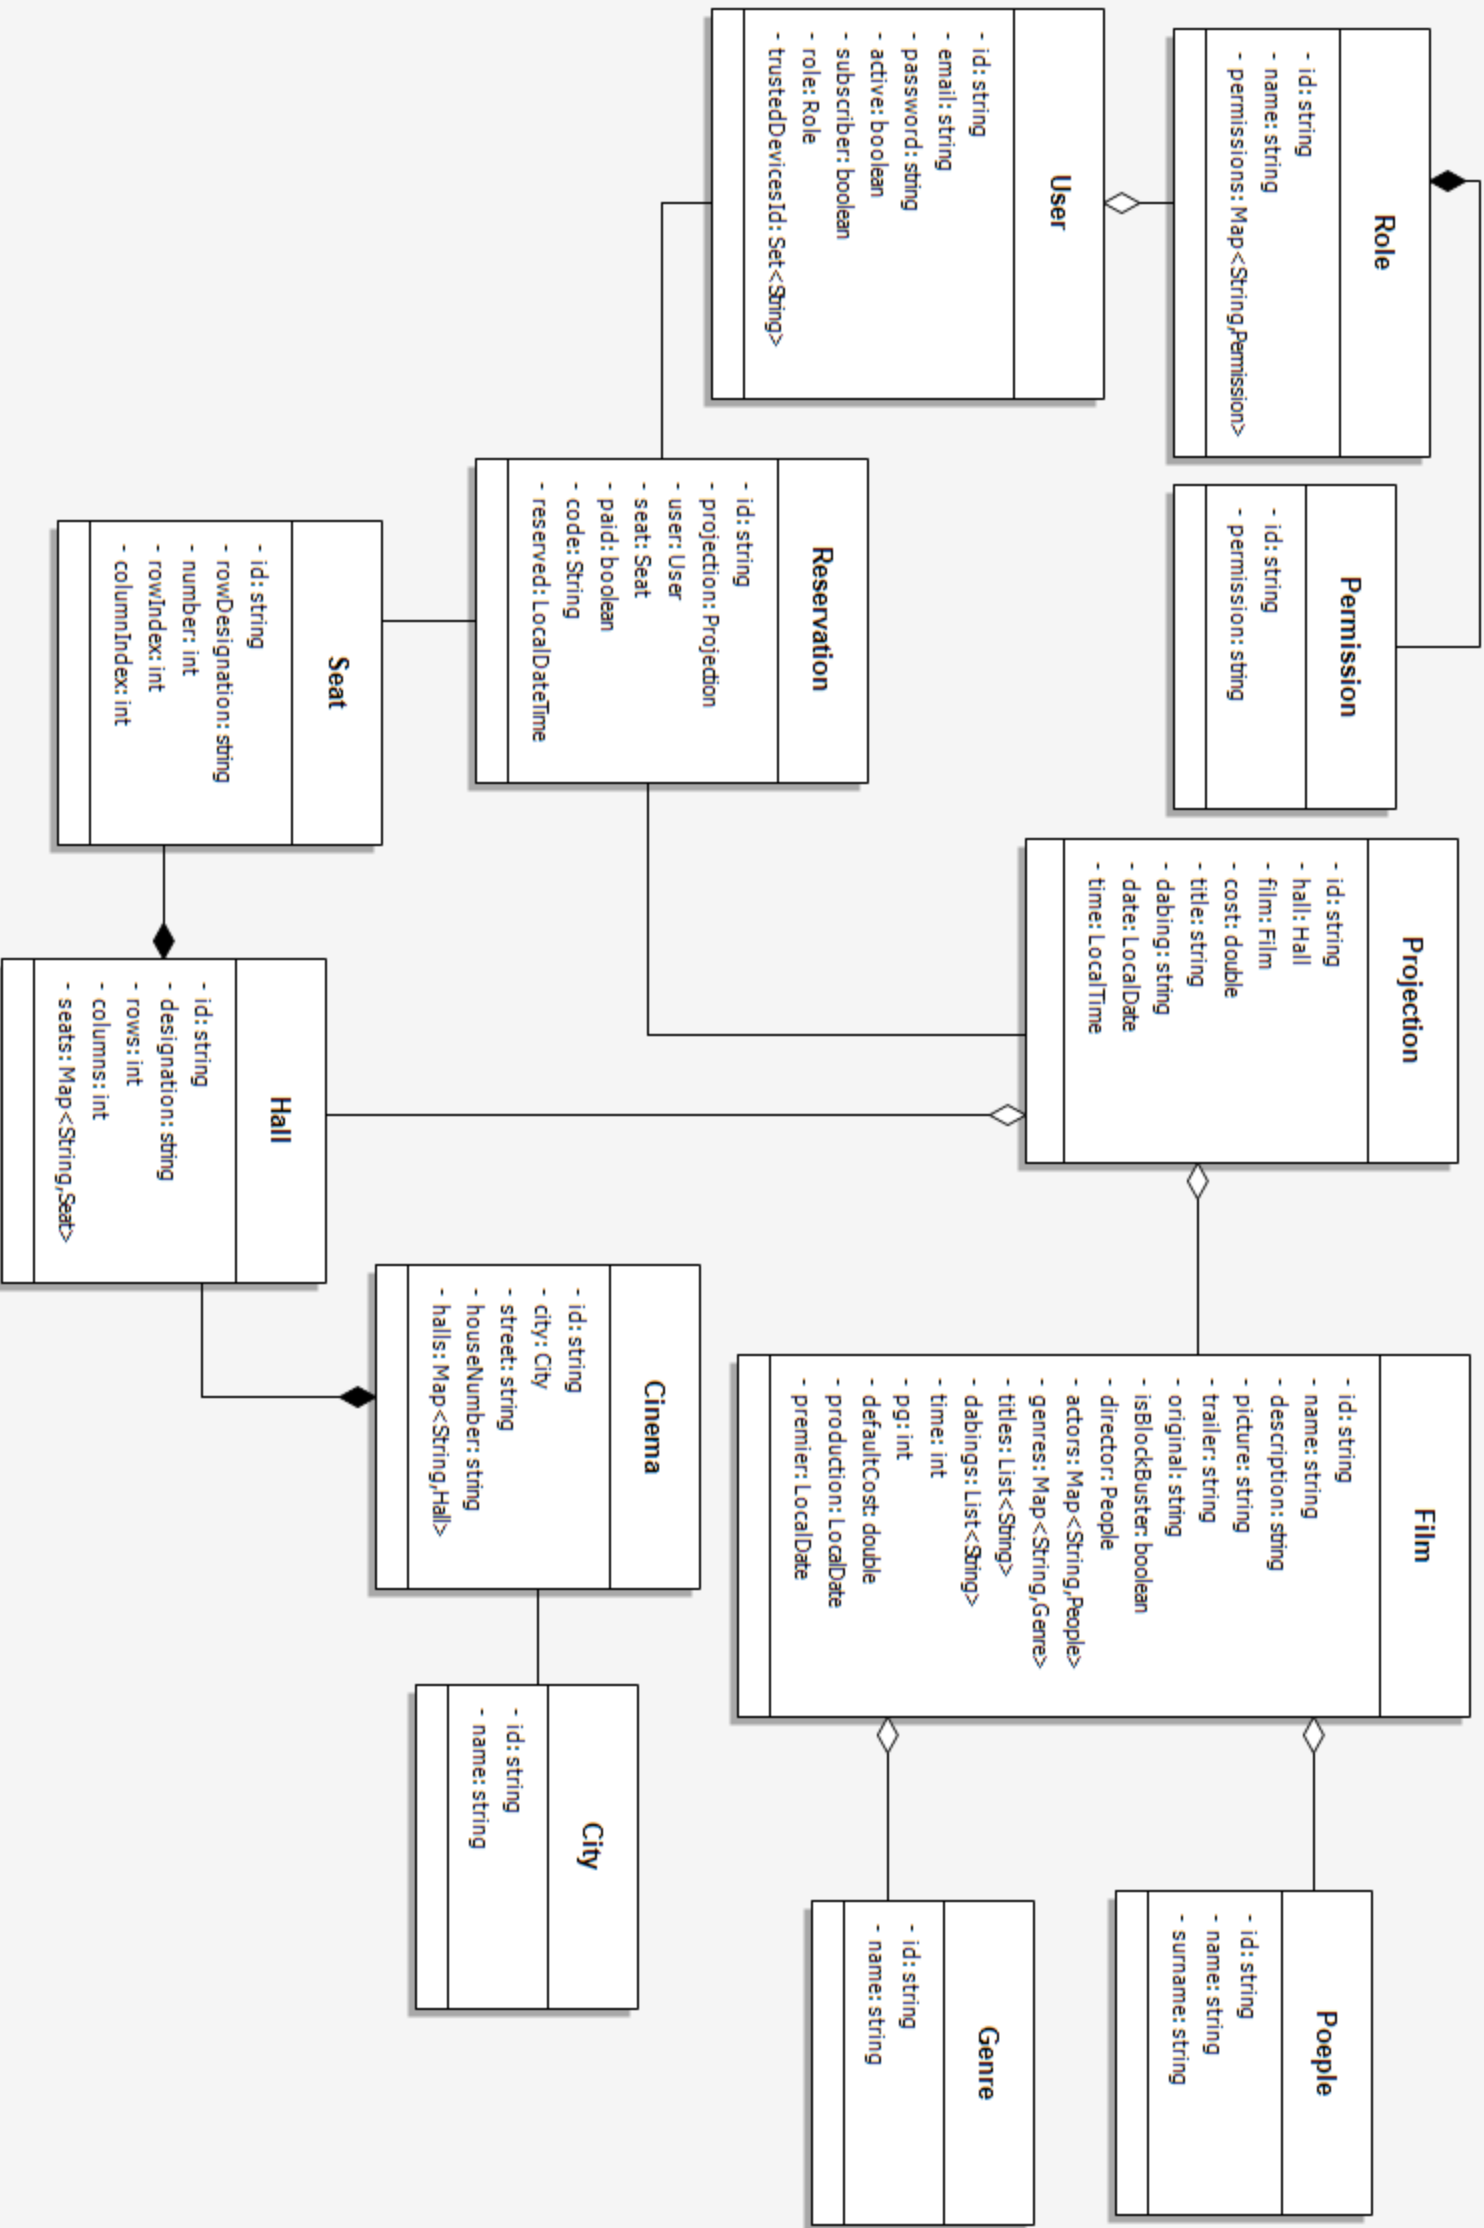 Role
- id: string
- name: string
- permissions: Map<String,Permission>
Permission
- id: string
- permission: string
Projection
- id: string
- hall: Hall
- film: Film
- cost: double
- title: string
- dabing: string
- date: LocalDate
- time: LocalTime
Film
- id: string
- name: string
- description: string
- picture: string
- trailer: string
- original: string
- isBlockBuster: boolean
- director: People
- actors: Map<String,People>
- genres: Map<String,Genre>
- titles: List<String>
- dabings: List<String>
- time: int
- pg: int
- defaultCost: double
- production: LocalDate
- premier: LocalDate
Poeple
- id: string
- name: string
- surname: string
User
- id: string
- email: string
- password: string
- active: boolean
- subscriber: boolean
- role: Role
- trustedDevicesId: Set<String>
Reservation
- id: string
- projection: Projection
- user: User
- seat: Seat
- paid: boolean
- code: String
- reserved: LocalDateTime
Genre
- id: string
- name: string
Cinema
- id: string
- city: City
- street: string
- houseNumber: string
- halls: Map<String,Hall>
City
- id: string
- name: string
Seat
- id: string
- rowDesignation: string
- number: int
- rowIndex: int
- columnIndex: int
Hall
- id: string
- designation: string
- rows: int
- columns: int
- seats: Map<String,Seat>